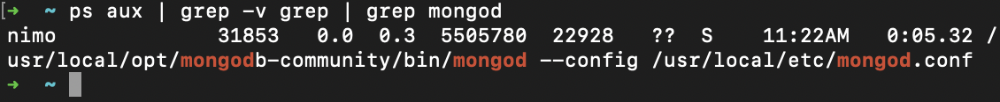 [➜  ~ ps aux | grep -v grep | grep mongod
nimo             31853   0.0  0.3  5505780  22928   ??  S    11:22AM   0:05.32 /
usr/local/opt/mongodb-community/bin/mongod --config /usr/local/etc/mongod.conf
➜  ~